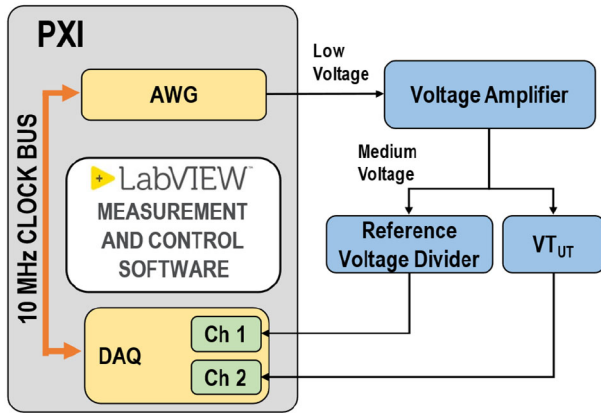 PXI
10 MHz CLOCK BUS
AWG
Low
Voltage
Voltage Amplifier
LabVIEW™
MEASUREMENT
AND CONTROL
SOFTWARE
Medium
Voltage
Reference
Voltage Divider
VTUT
DAQ
Ch 1
Ch 2